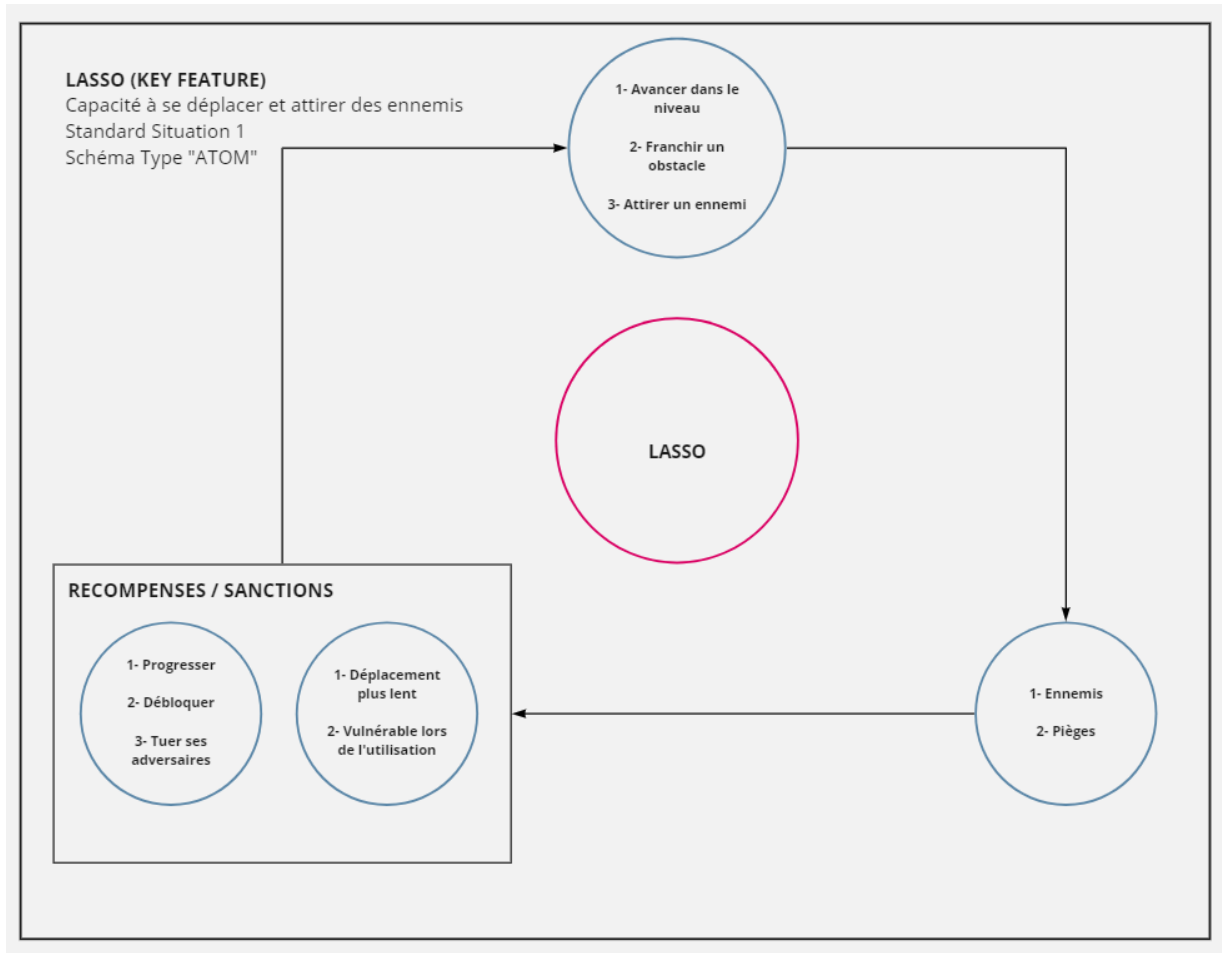 LASSO (KEY FEATURE)
Capacité à se déplacer et attirer des ennemis
Standard Situation 1
Schéma Type "ATOM"
1- Avancer dans le
niveau
2- Franchir un
obstacle
3- Attirer un ennemi
LASSO
RECOMPENSES / SANCTIONS
1- Progresser
2- Débloquer
3- Tuer ses
adversaires
1- Déplacement
plus lent
2- Vulnérable lors
de l'utilisation
1- Ennemis
2- Pièges